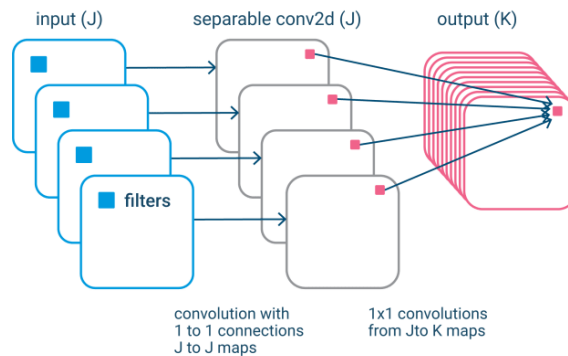 input (J)
separable conv2d (J)
output (K)
filters
convolution with
1 to 1 connections
J to J maps
1x1 convolutions
from Jto K maps